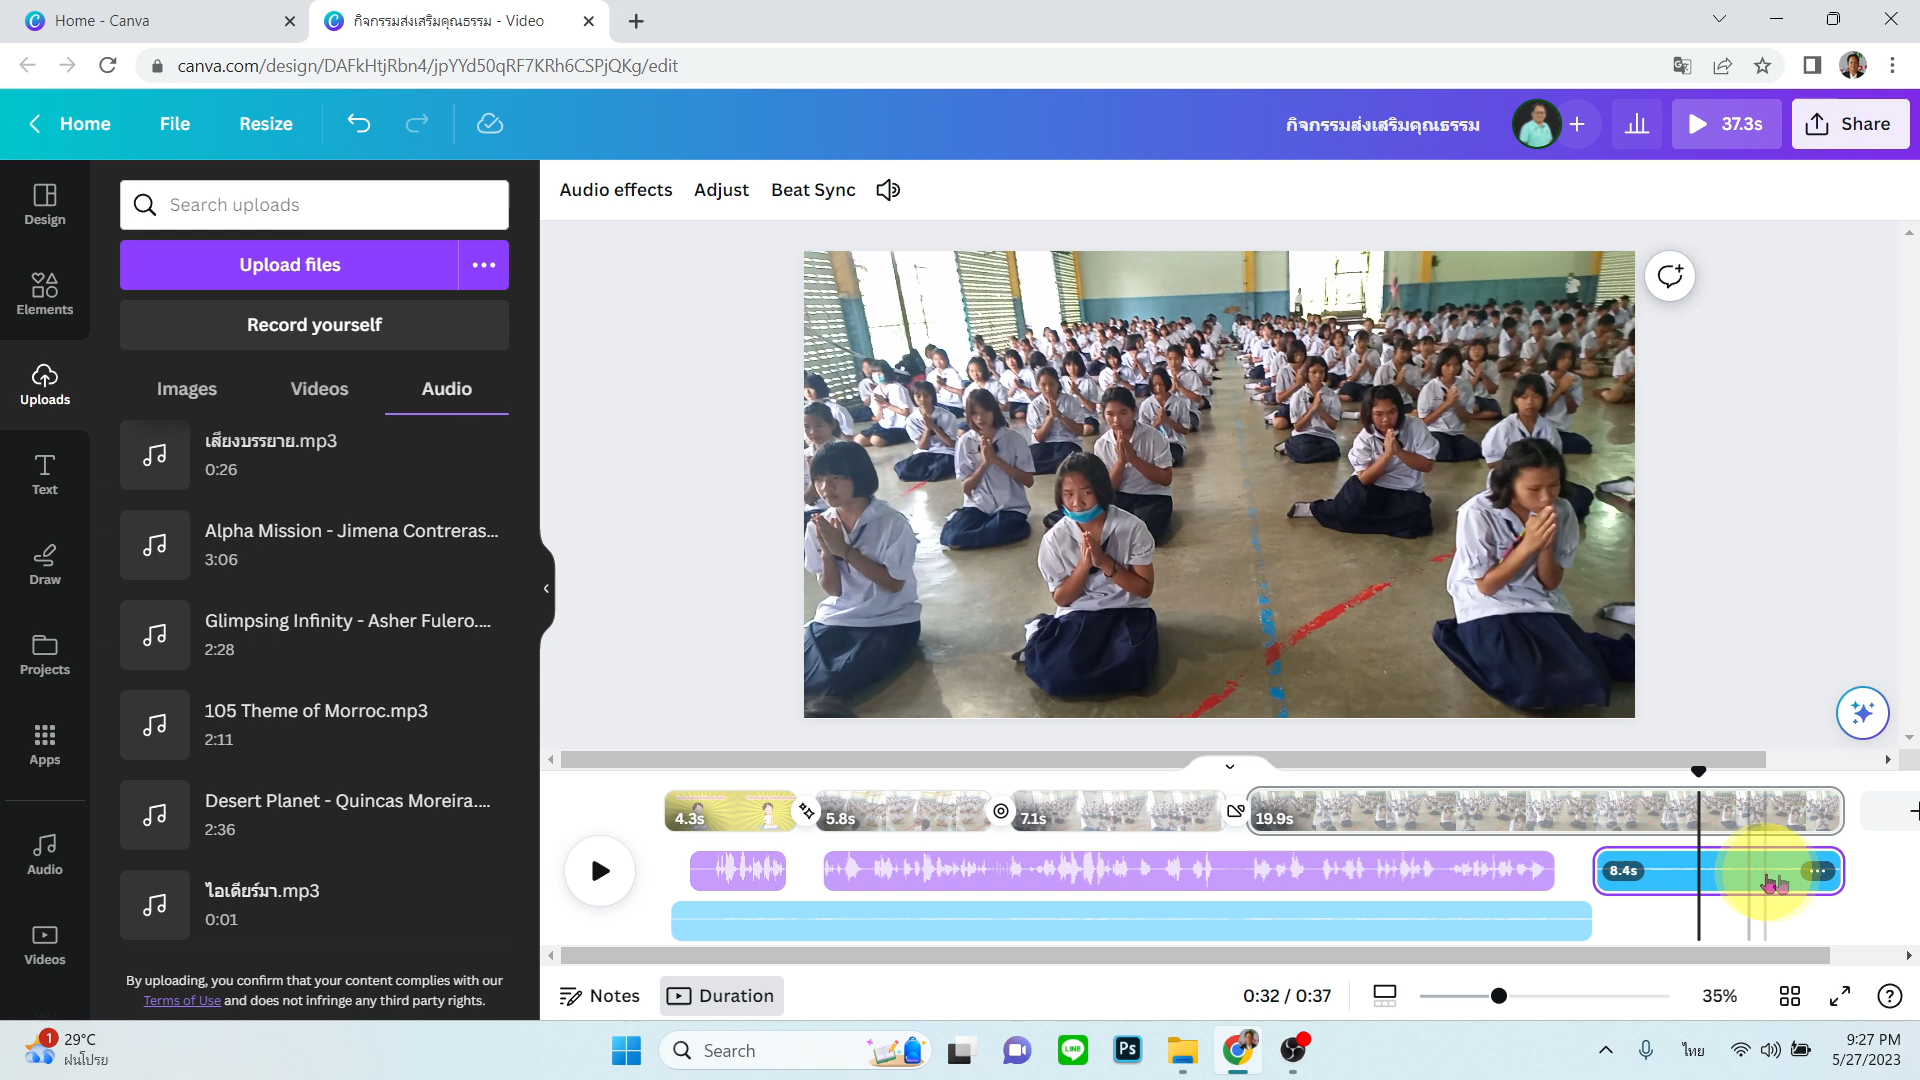 Home - Canva
กิจกรรมส่งเสริมคุณธรรม - Video
canva.com/design/DAFkHtjRbn4/jpYYd50qRF7KRh6CSPjQKg/edit
Home
File
Resize
กิจกรรมส่งเสริมคุณธรรม
37.3s
Share
Design
Elements
Uploads
Text
Draw
Projects
Apps
Audio
Videos
Search uploads
Upload files
Record yourself
Images
Videos
Audio
เสียงบรรยาย.mp3
0:26
Alpha Mission - Jimena Contreras...
3:06
Glimpsing Infinity - Asher Fulero....
2:28
105 Theme of Morroc.mp3
2:11
Desert Planet - Quincas Moreira....
2:36
ไอเดียร์มา.mp3
0:01
By uploading, you confirm that your content complies with our
Terms of Use and does not infringe any third party rights.
Audio effects
Adjust
Beat Sync
4.3s
5.8s
7.1s
19.9s
8.4s
Notes
Duration
0:32 / 0:37
35%
1
29°C
ฝนโปรย
Search
LINE
Ps
ไทย
9:27 PM
5/27/2023